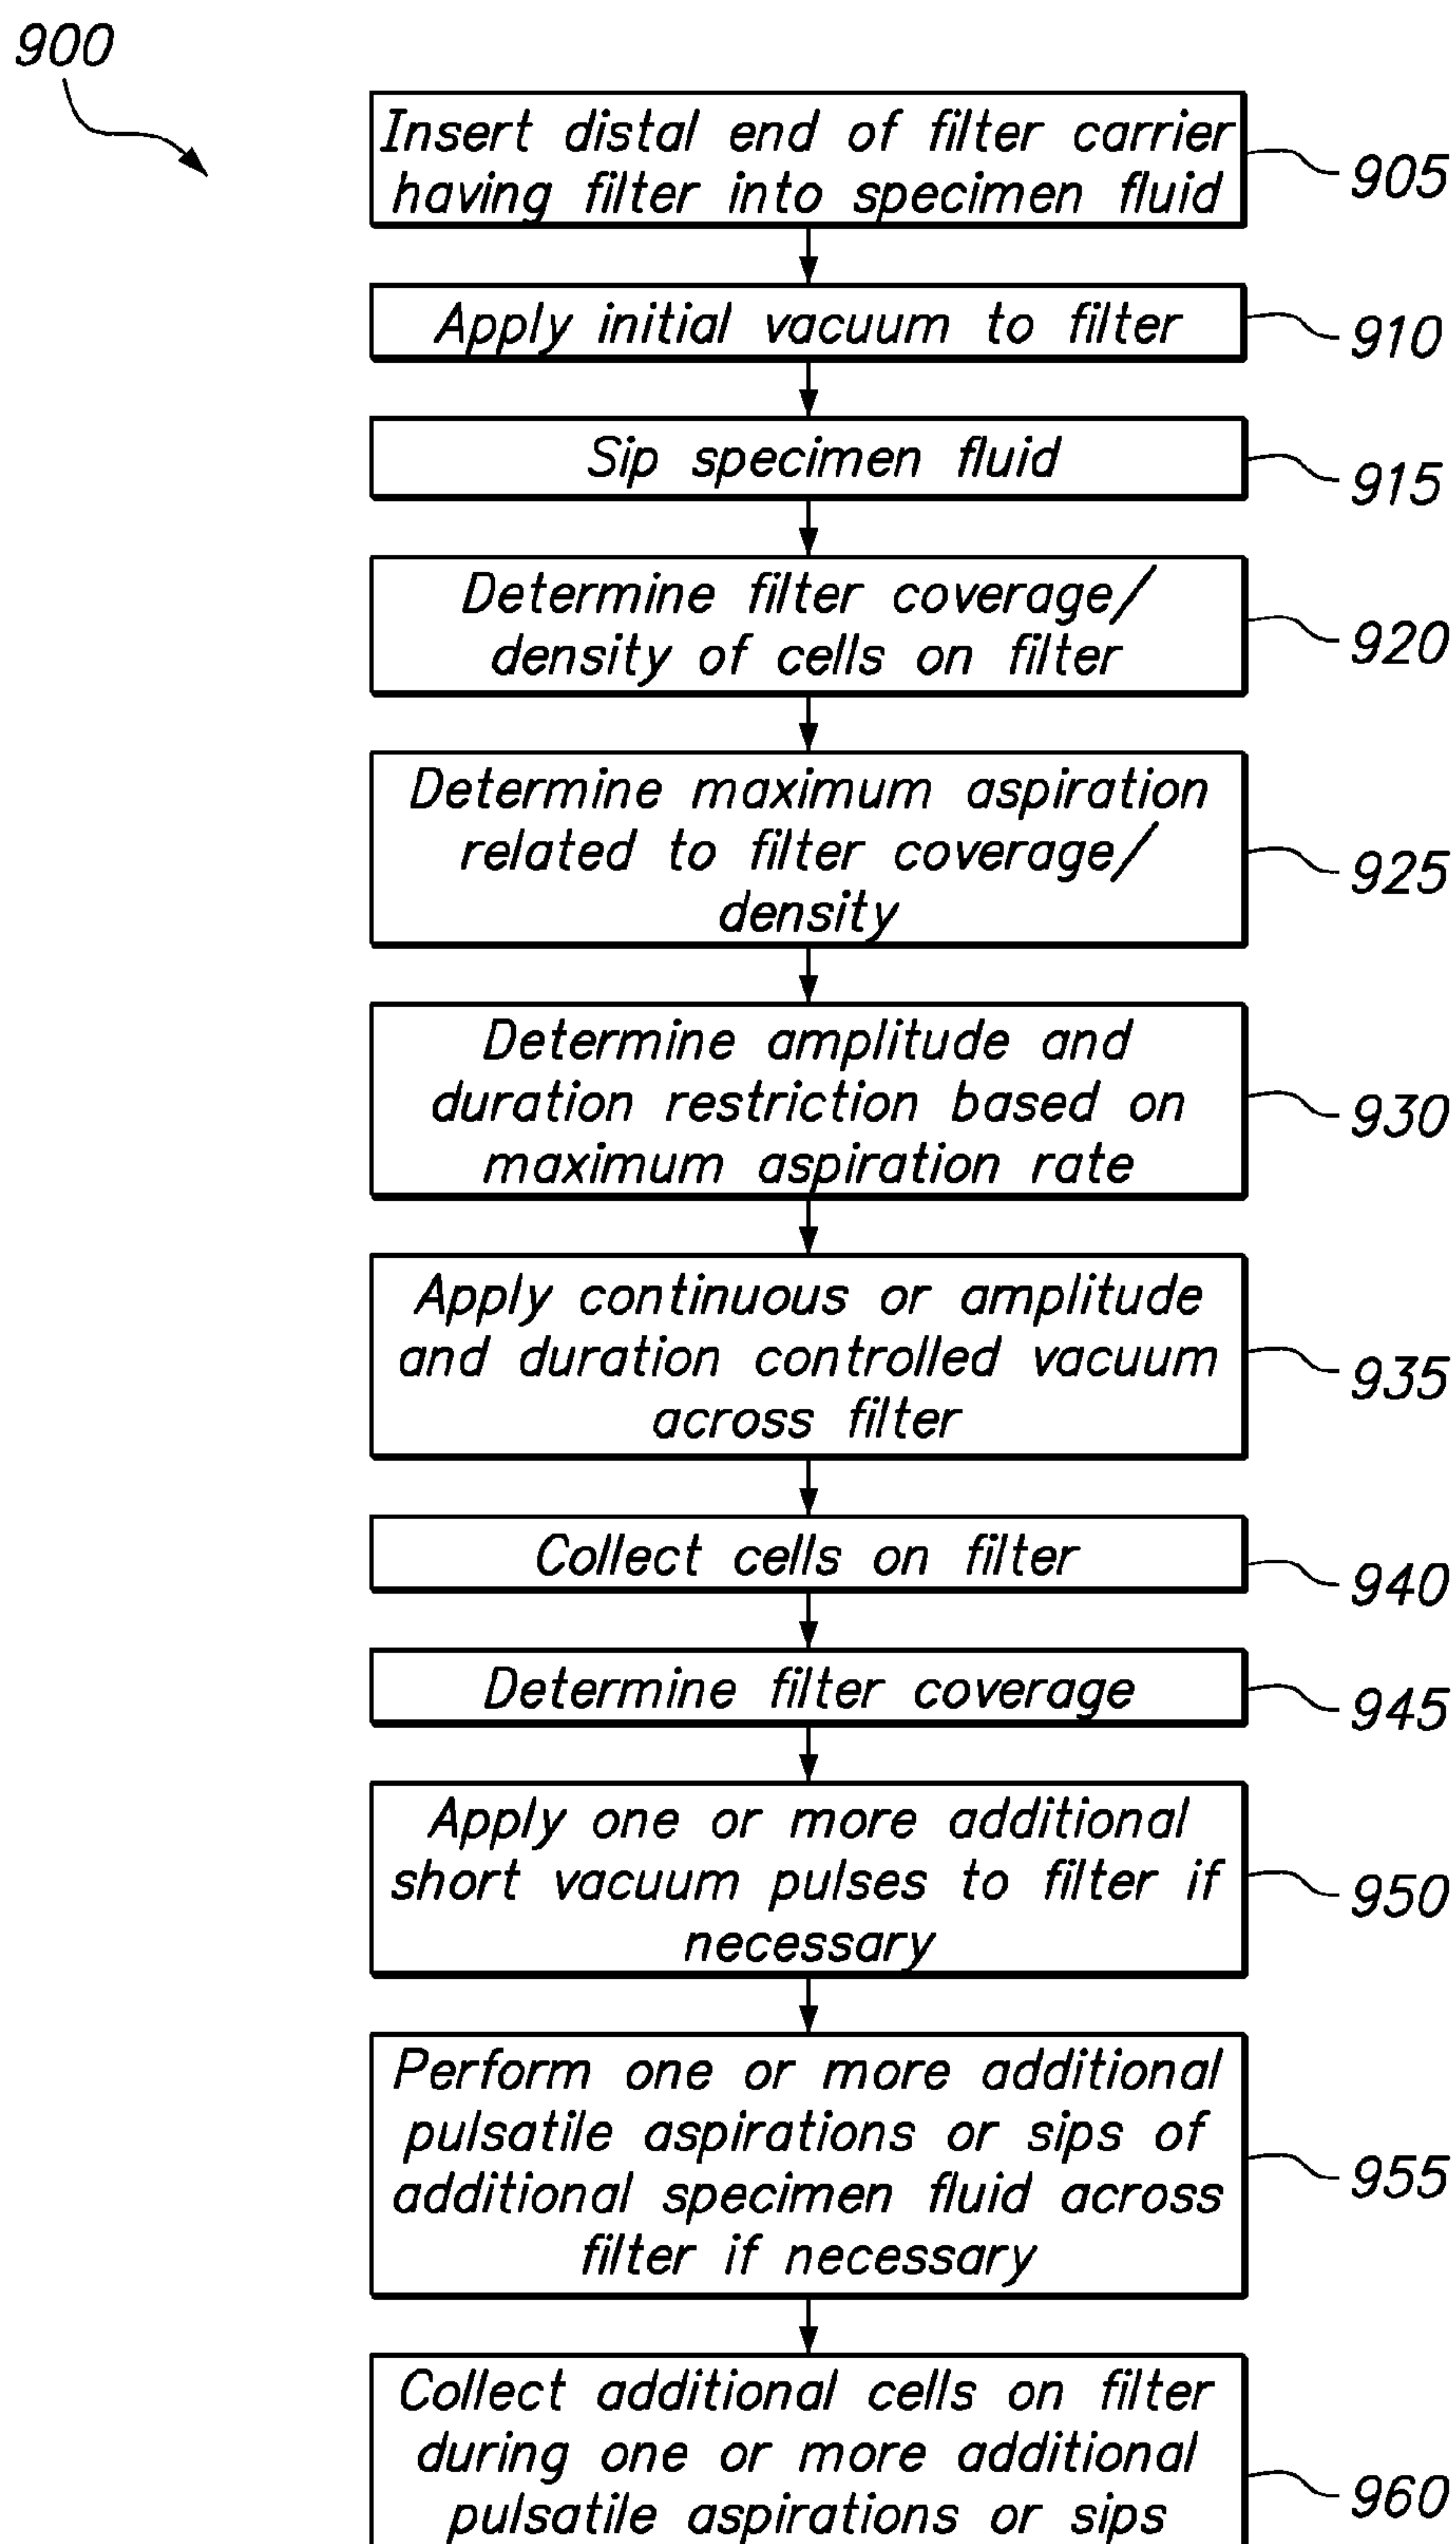 900
Insert distal end of filter carrier
having filter into specimen fluid
905
Apply initial vacuum to filter
910
Sip specimen fluid
915
Determine filter coverage/
density of cells on filter
920
Determine maximum aspiration
related to filter coverage/
density
925
Determine amplitude and
duration restriction based on
maximum aspiration rate
930
Apply continuous or amplitude
and duration controlled vacuum
across filter
935
Collect cells on filter
940
Determine filter coverage
945
Apply one or more additional
short vacuum pulses to filter if
necessary
950
Perform one or more additional
pulsatile aspirations or sips of
additional specimen fluid across
filter if necessary
955
Collect additional cells on filter
during one or more additional
pulsatile aspirations or sips
960